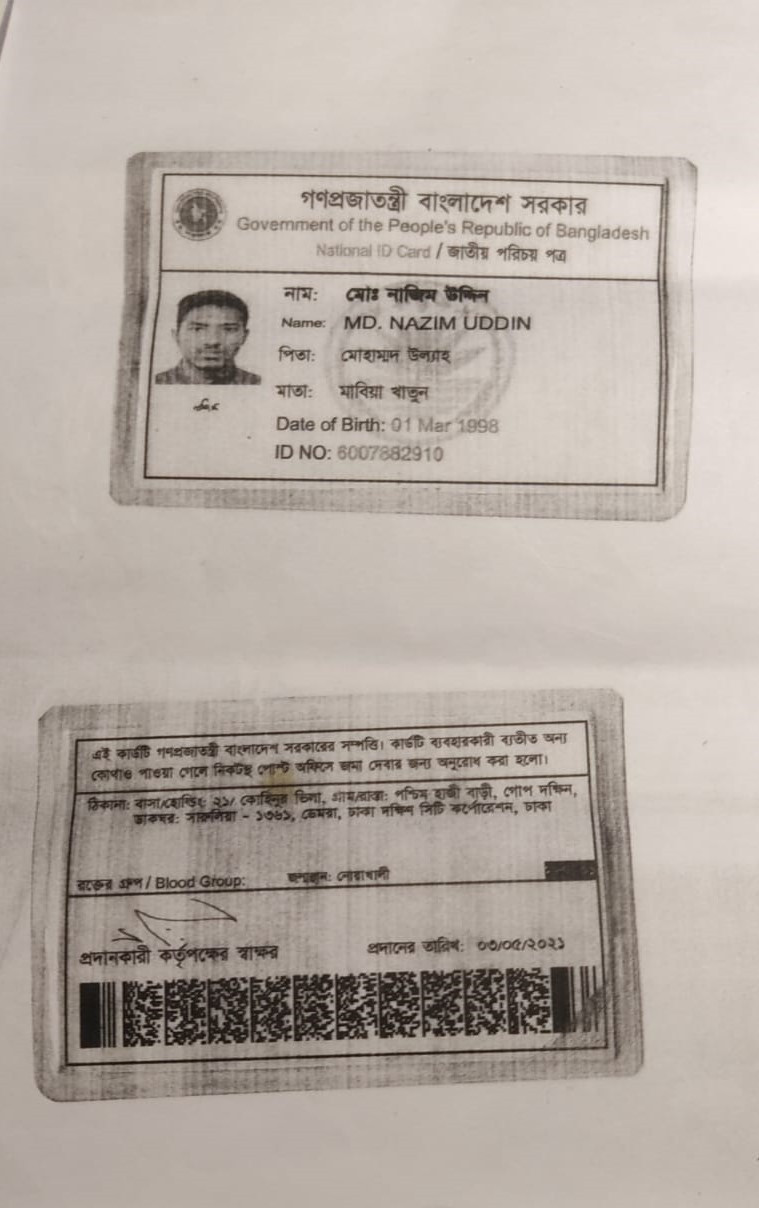 গণপ্রজাতন্ত্রী বাংলাদেশ সরকার
Government of the People's Republic of Bangladesh
National ID Card / জাতীয় পরিচয় পত্র
নাম: মোঃ নাজিম উদ্দিন
Name: MD. NAZIM UDDIN
পিতা: মোহাম্মদ উল্যাহ
মাতা: মাবিয়া খাতুন
Date of Birth: 01 Mar 1998
ID NO: 6007882910
এই কার্ডটি গণপ্রজাতন্ত্রী বাংলাদেশ সরকারের সম্পত্তি। কার্ডটি ব্যবহারকারী ব্যতীত অন্য
কোথাও পাওয়া গেলে নিকটস্থ পোস্ট অফিসে জমা দেবার জন্য অনুরোধ করা হলো।
ঠিকানা: বাসা/হোল্ডিং: ২১/ কোহিনুর ভিলা, গ্রাম/রাস্তা: পশ্চিম হাজী বাড়ী, দক্ষিন,
ডাকঘর: সারুলিয়া - ১৩৬১, ডেমরা, ঢাকা দক্ষিণ সিটি কর্পোরেশন, ঢাকা
রক্তের গ্রুপ / Blood Group: জন্মস্থান: নোয়াখালী
প্রদানকারী কর্তৃপক্ষের স্বাক্ষর প্রদানের তারিখ: ০৩/০৫/২০২১